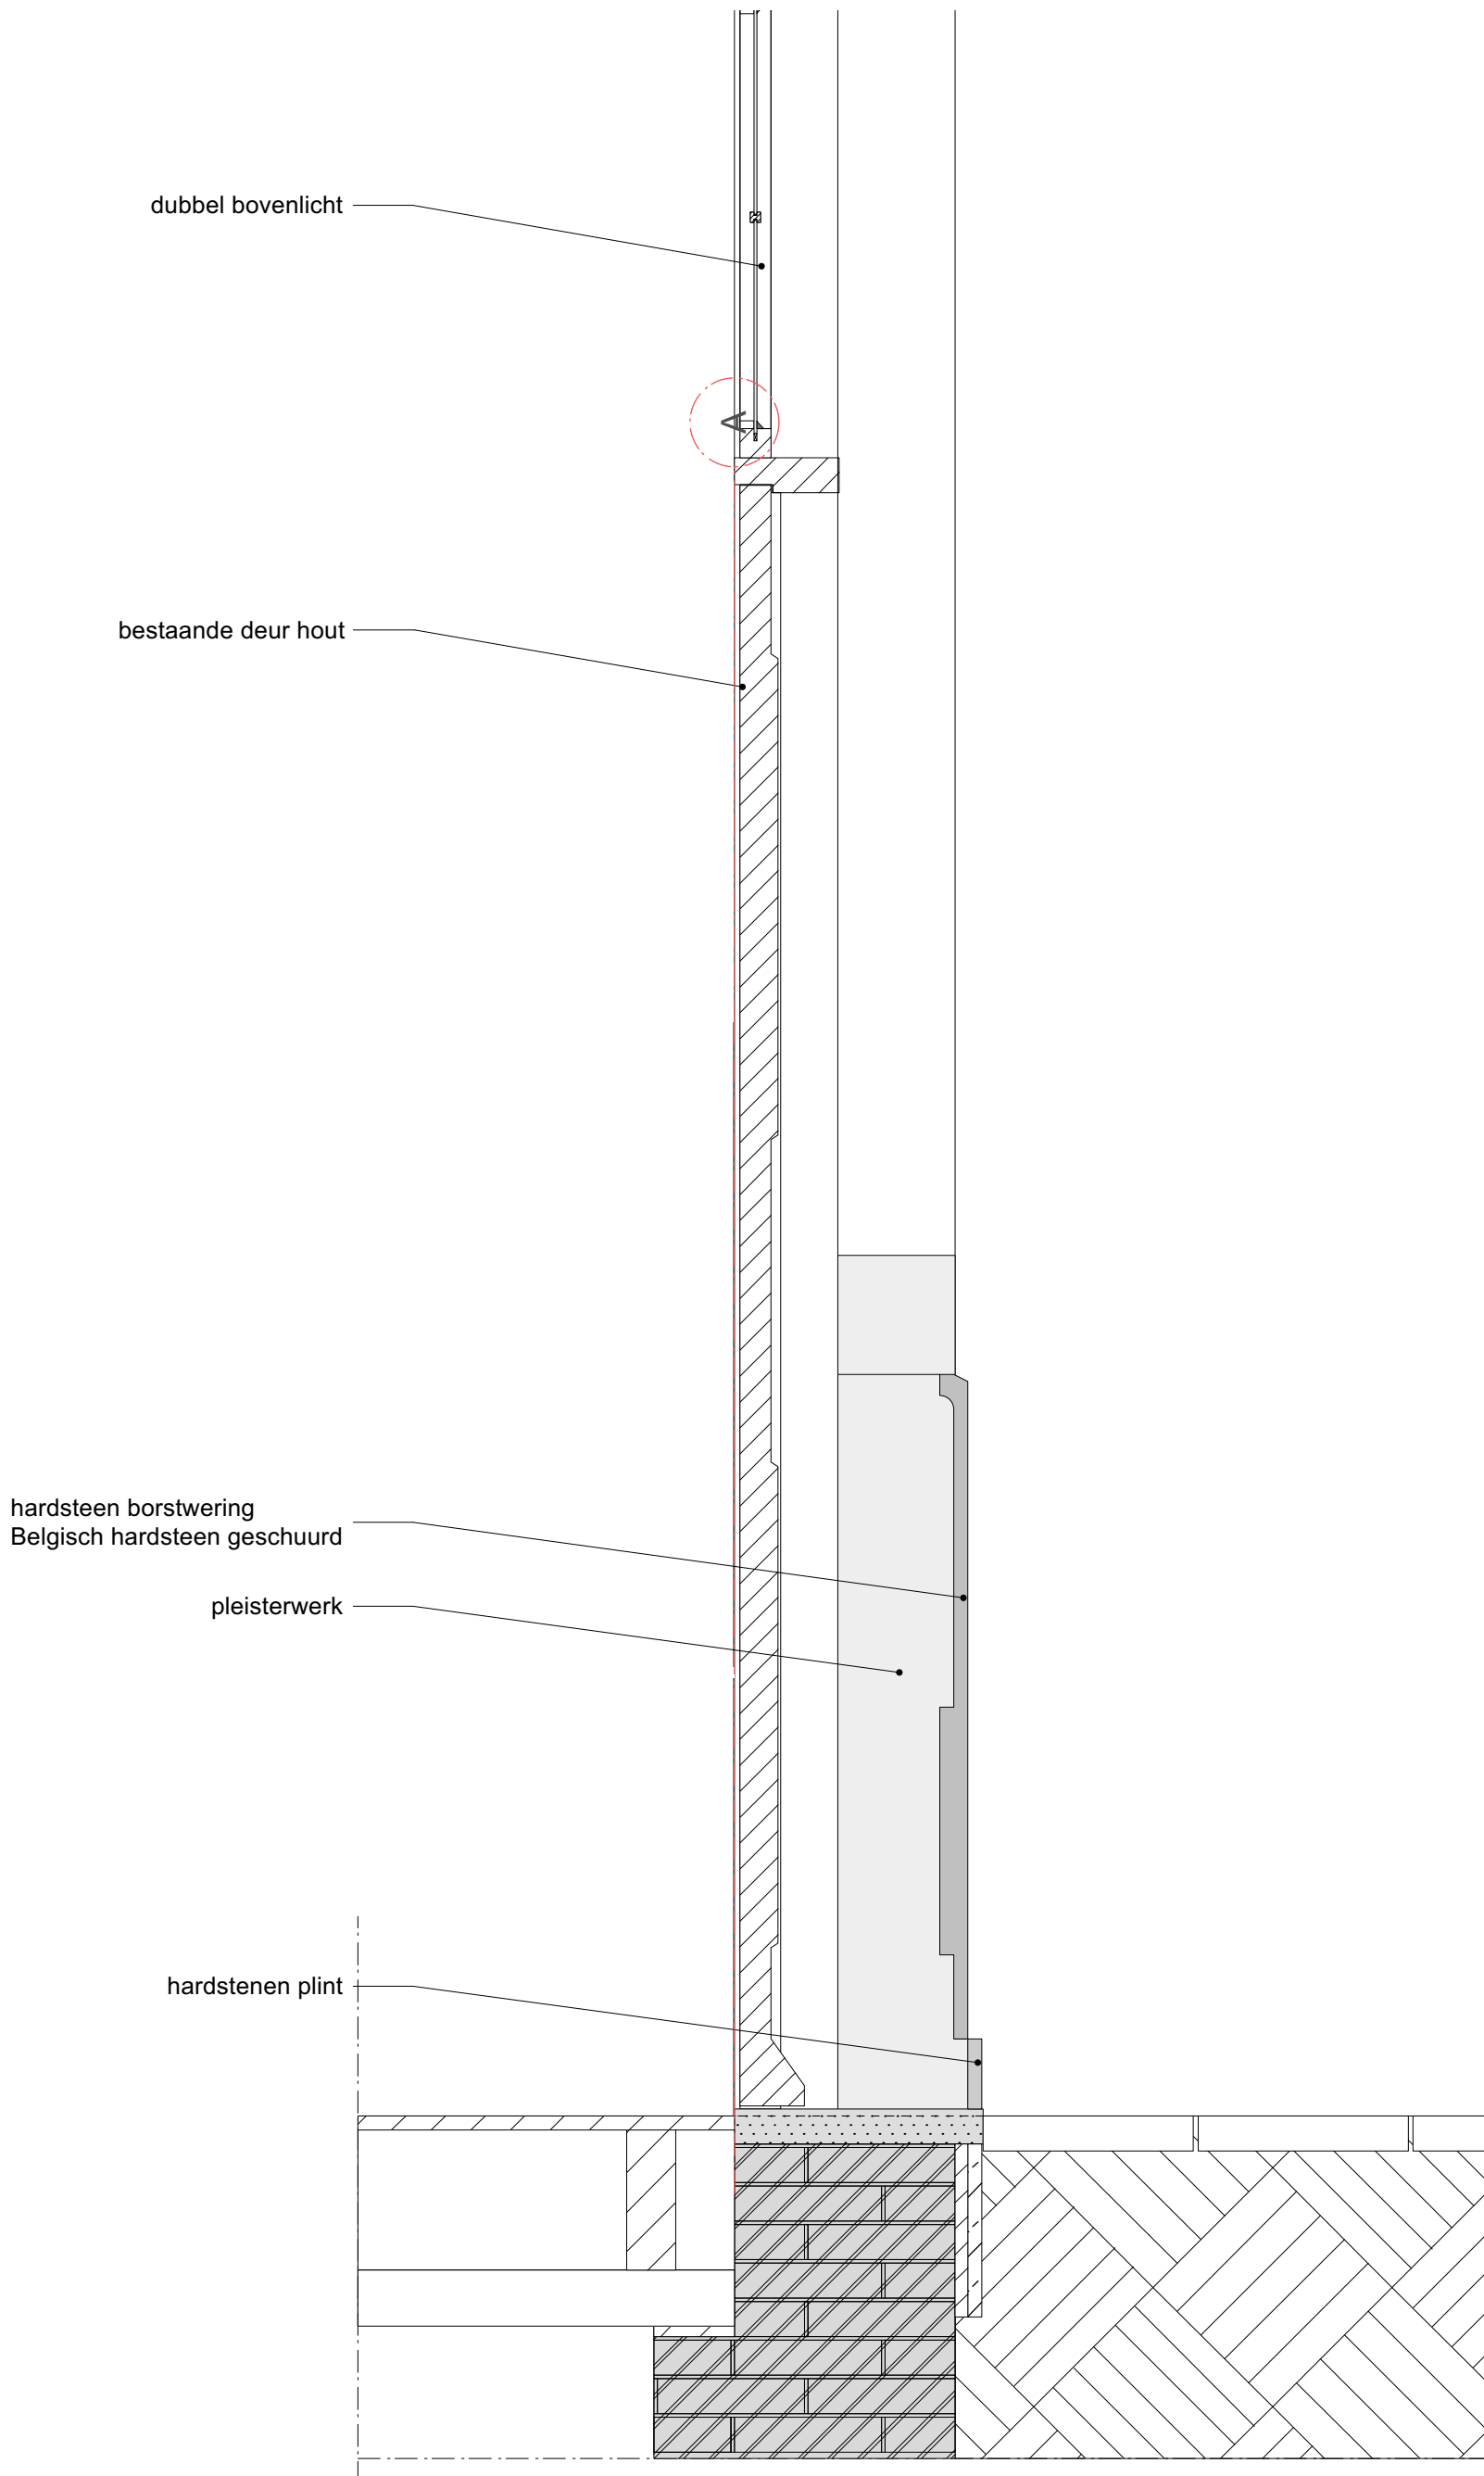 dubbel bovenlicht
A
bestaande deur hout
hardsteen borstwering
Belgisch hardsteen geschuurd
pleisterwerk
hardstenen plint